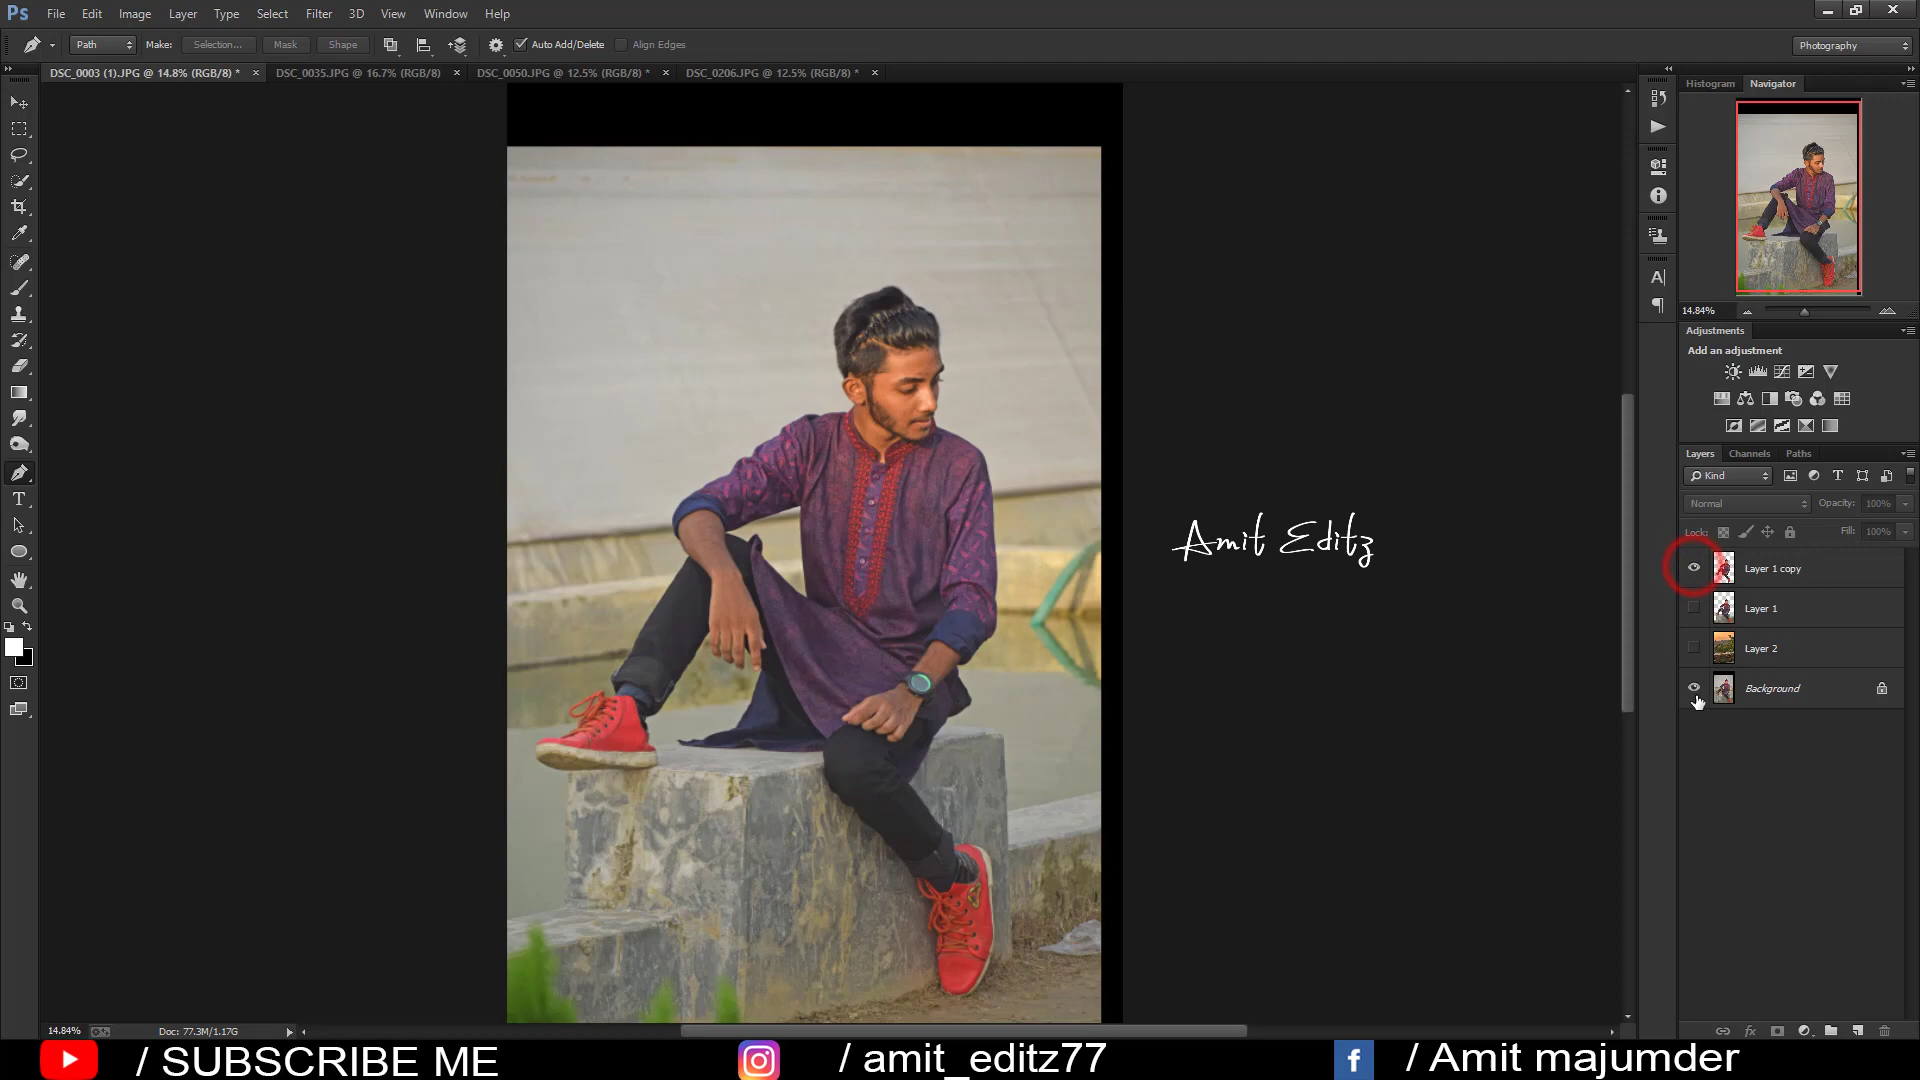 Ps File Edit Image Layer Type Select Filter 3D View Window Help
Path Make: Selection... Mask Shape Auto Add/Delete Align Edges Photography
DSC_0003 (1).JPG @ 14.8% (RGB/8) * × DSC_0035.JPG @ 16.7% (RGB/8) × DSC_0050.JPG @ 12.5% (RGB/8) * × DSC_0206.JPG @ 12.5% (RGB/8) * ×
Histogram Navigator
14.84%
Adjustments
Add an adjustment
Layers Channels Paths
Kind
Normal Opacity: 100%
Lock: Fill: 100%
Layer 1 copy
Layer 1
Layer 2
Background
Amit Editz
14.84% Doc: 77.3M/1.17G
/ SUBSCRIBE ME / amit_editz77 / Amit majumder